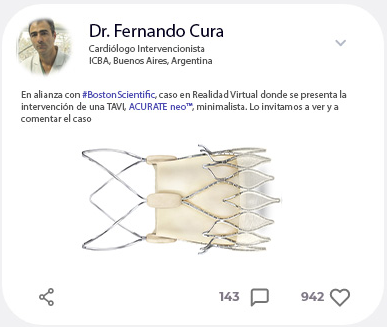 Dr. Fernando Cura
Cardiólogo Intervencionista
ICBA, Buenos Aires, Argentina
En alianza con #BostonScientific, caso en Realidad Virtual donde se presenta la
intervención de una TAVI, ACURATE neo™, minimalista. Lo invitamos a ver y a
comentar el caso
143 942